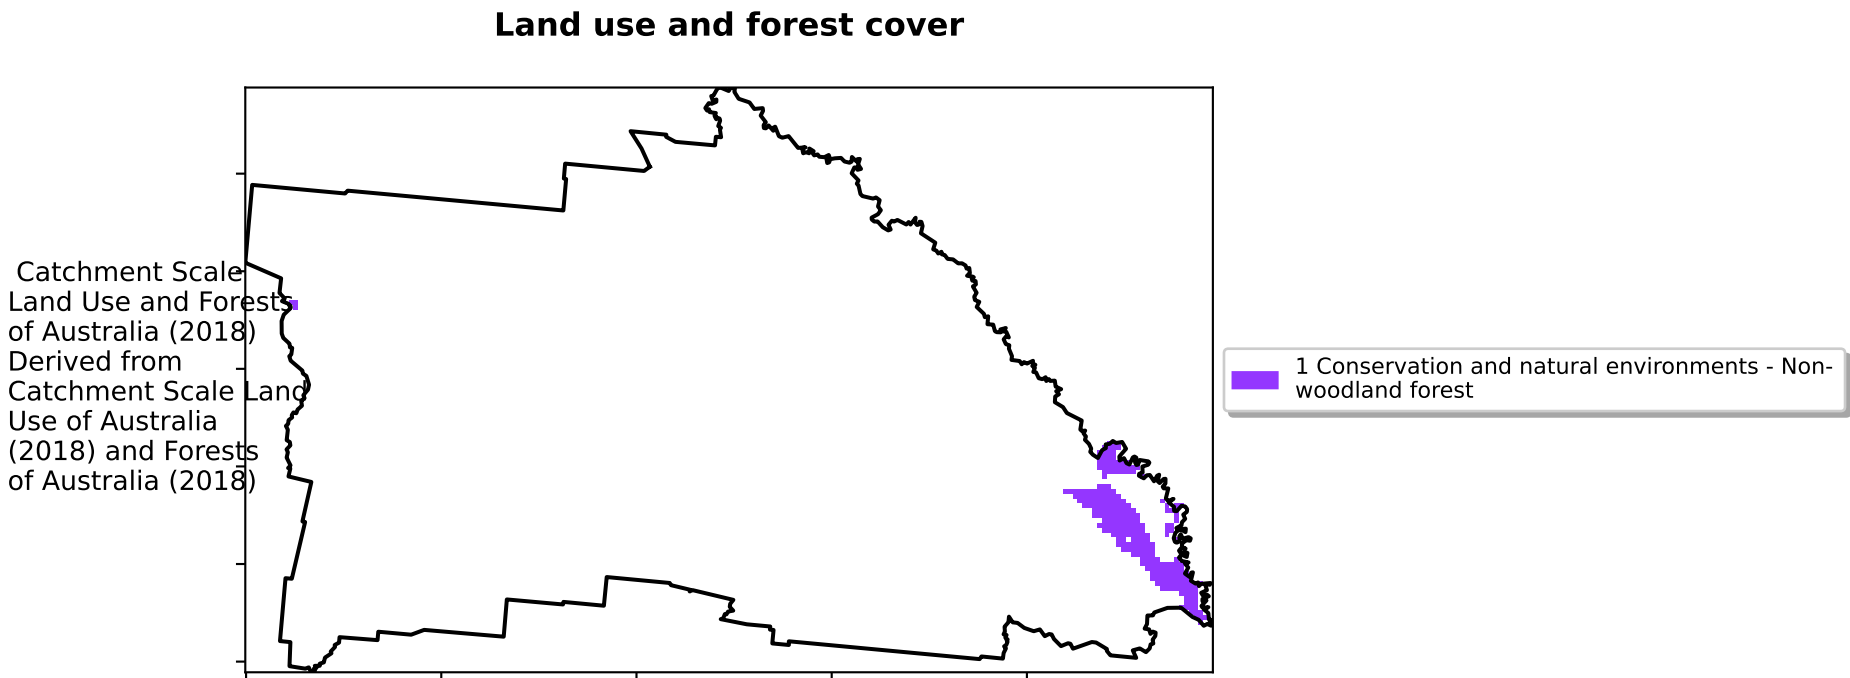 Land use and forest cover
Catchment Scale
Land Use and Forests
of Australia (2018)
Derived from
Catchment Scale Land
Use of Australia
(2018) and Forests
of Australia (2018)
1 Conservation and natural environments - Non-
woodland forest